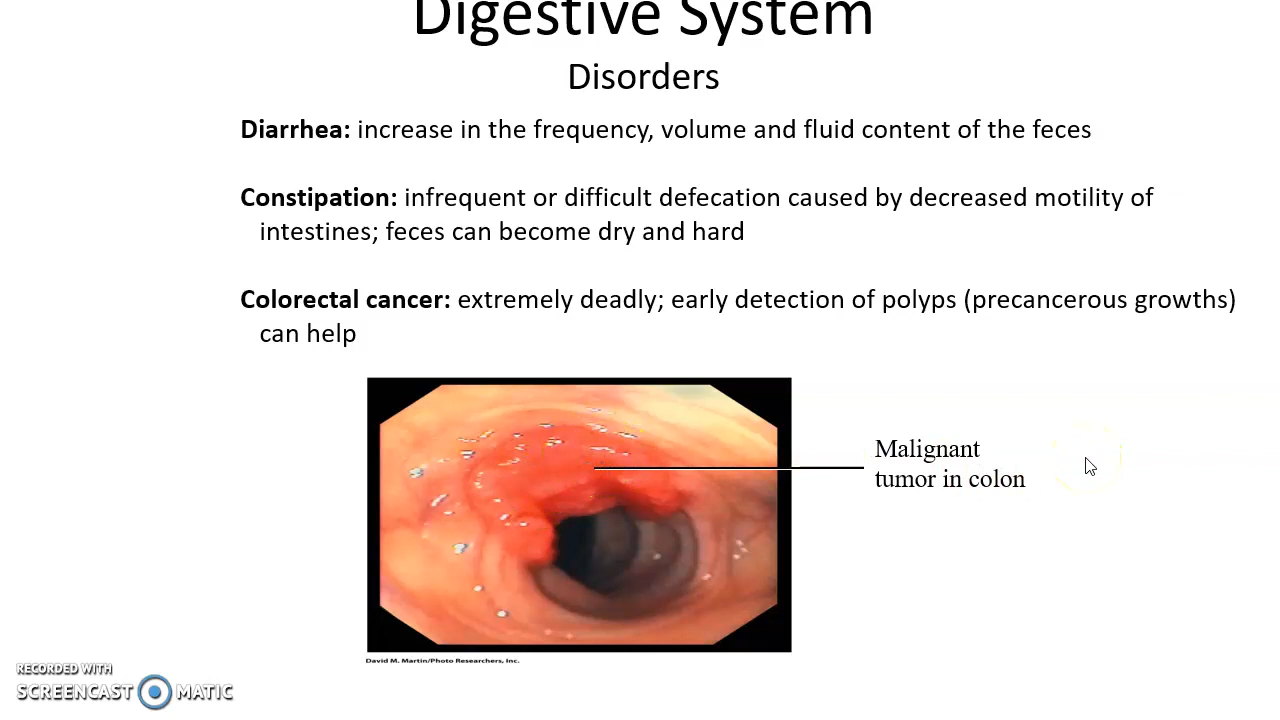 Digestive System
Disorders
Diarrhea: increase in the frequency, volume and fluid content of the feces
Constipation: infrequent or difficult defecation caused by decreased motility of
intestines; feces can become dry and hard
Colorectal cancer: extremely deadly; early detection of polyps (precancerous growths)
can help
Malignant
tumor in colon
David M. Martin/Photo Researchers, Inc.
RECORDED WITH
SCREENCAST MATIC